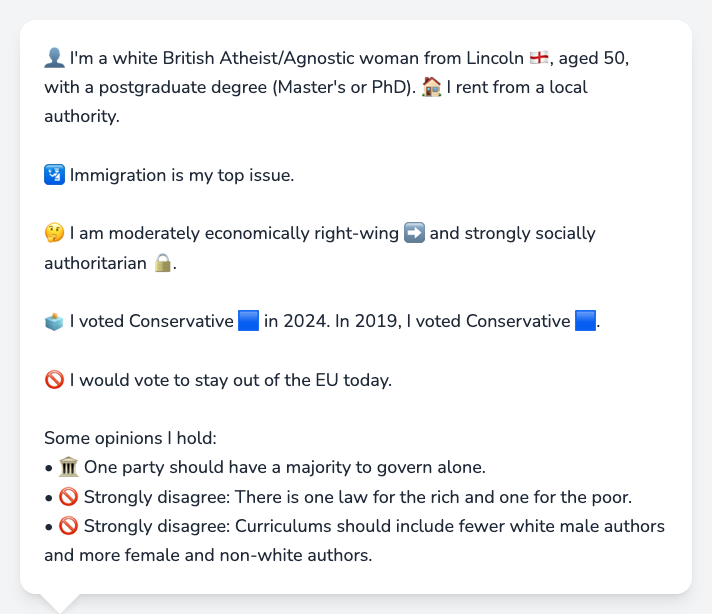 👤 I'm a white British Atheist/Agnostic woman from Lincoln 🏴󠁧󠁢󠁥󠁮󠁧󠁿, aged 50,
with a postgraduate degree (Master's or PhD). 🏠 I rent from a local
authority.
🛂 Immigration is my top issue.
🤔 I am moderately economically right-wing ➡️ and strongly socially
authoritarian 🔒.
🗳️ I voted Conservative 🟦 in 2024. In 2019, I voted Conservative 🟦.
🚫 I would vote to stay out of the EU today.
Some opinions I hold:
• 🏛️ One party should have a majority to govern alone.
• 🚫 Strongly disagree: There is one law for the rich and one for the poor.
• 🚫 Strongly disagree: Curriculums should include fewer white male authors
and more female and non-white authors.